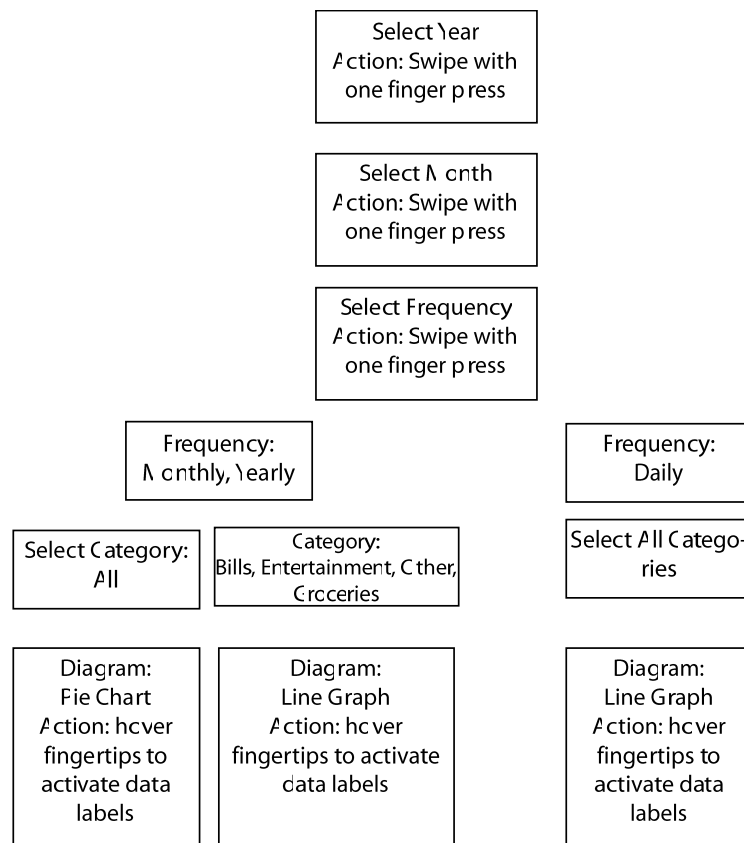 Select Year
Action: Swipe with
one finger press
Select Month
Action: Swipe with
one finger press
Select Frequency
Action: Swipe with
one finger press
Frequency:
Monthly, Yearly
Frequency:
Daily
Select Category:
All
Category:
Bills, Entertainment, Other,
Groceries
Select All Catego-
ries
Diagram:
Pie Chart
Action: hover
fingertips to
activate data
labels
Diagram:
Line Graph
Action: hover
fingertips to activate
data labels
Diagram:
Line Graph
Action: hover
fingertips to
activate data
labels